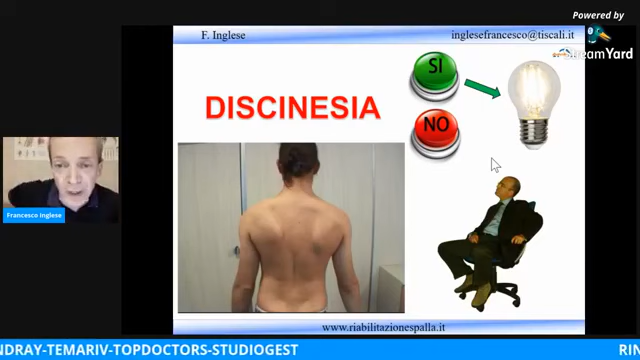 Powered by
StreamYard
F. Inglese
inglesefrancesco@tiscali.it
SI
DISCINESIA
NO
Francesco Inglese
www.riabilitazionespalla.it
NDRAY-TEMARIV-TOPDOCTORS-STUDIOGEST
RIN